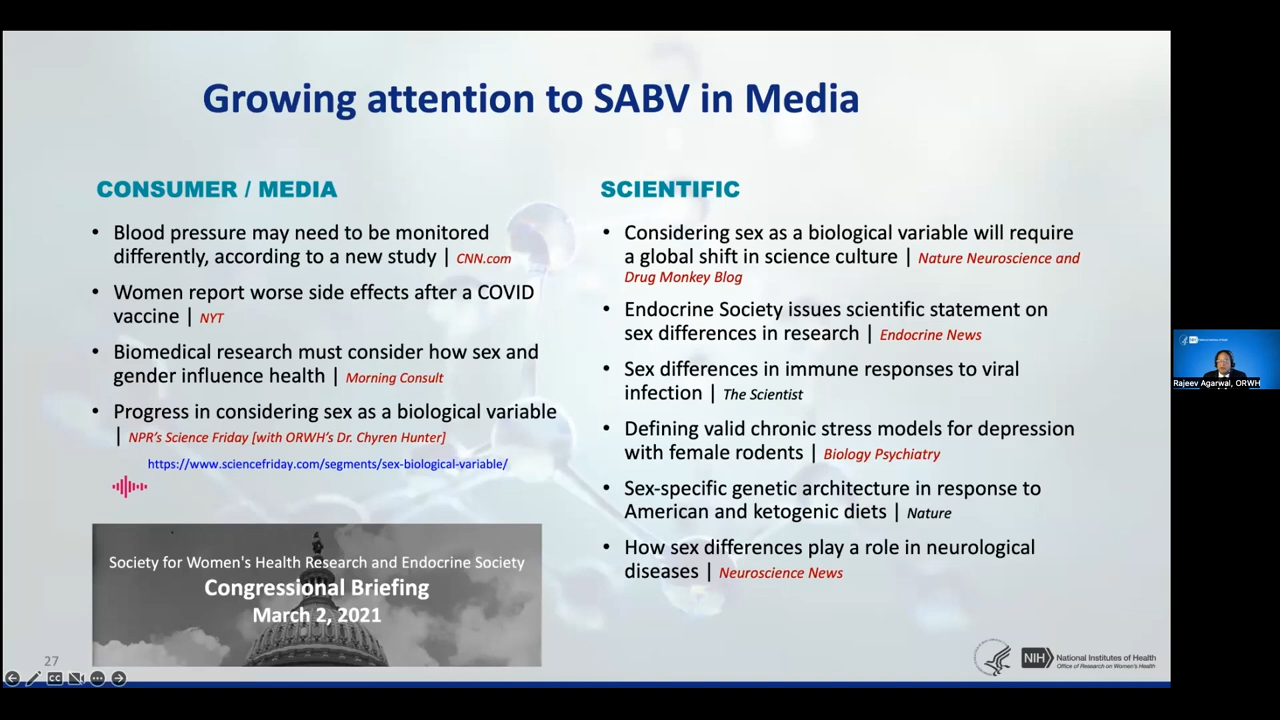 Growing attention to SABV in Media
CONSUMER / MEDIA
• Blood pressure may need to be monitored
differently, according to a new study | CNN.com
• Women report worse side effects after a COVID
vaccine | NYT
• Biomedical research must consider how sex and
gender influence health | Morning Consult
• Progress in considering sex as a biological variable
| NPR's Science Friday [with ORWH's Dr. Chyren Hunter]
https://www.sciencefriday.com/segments/sex-biological-variable/
Society for Women's Health Research and Endocrine Society
Congressional Briefing
March 2, 2021
27
CC
SCIENTIFIC
• Considering sex as a biological variable will require
a global shift in science culture | Nature Neuroscience and
Drug Monkey Blog
• Endocrine Society issues scientific statement on
sex differences in research | Endocrine News
• Sex differences in immune responses to viral
infection | The Scientist
• Defining valid chronic stress models for depression
with female rodents | Biology Psychiatry
• Sex-specific genetic architecture in response to
American and ketogenic diets | Nature
• How sex differences play a role in neurological
diseases | Neuroscience News
NIH National Institutes of Health
Office of Research on Women's Health
Rajeev Agarwal, ORWH